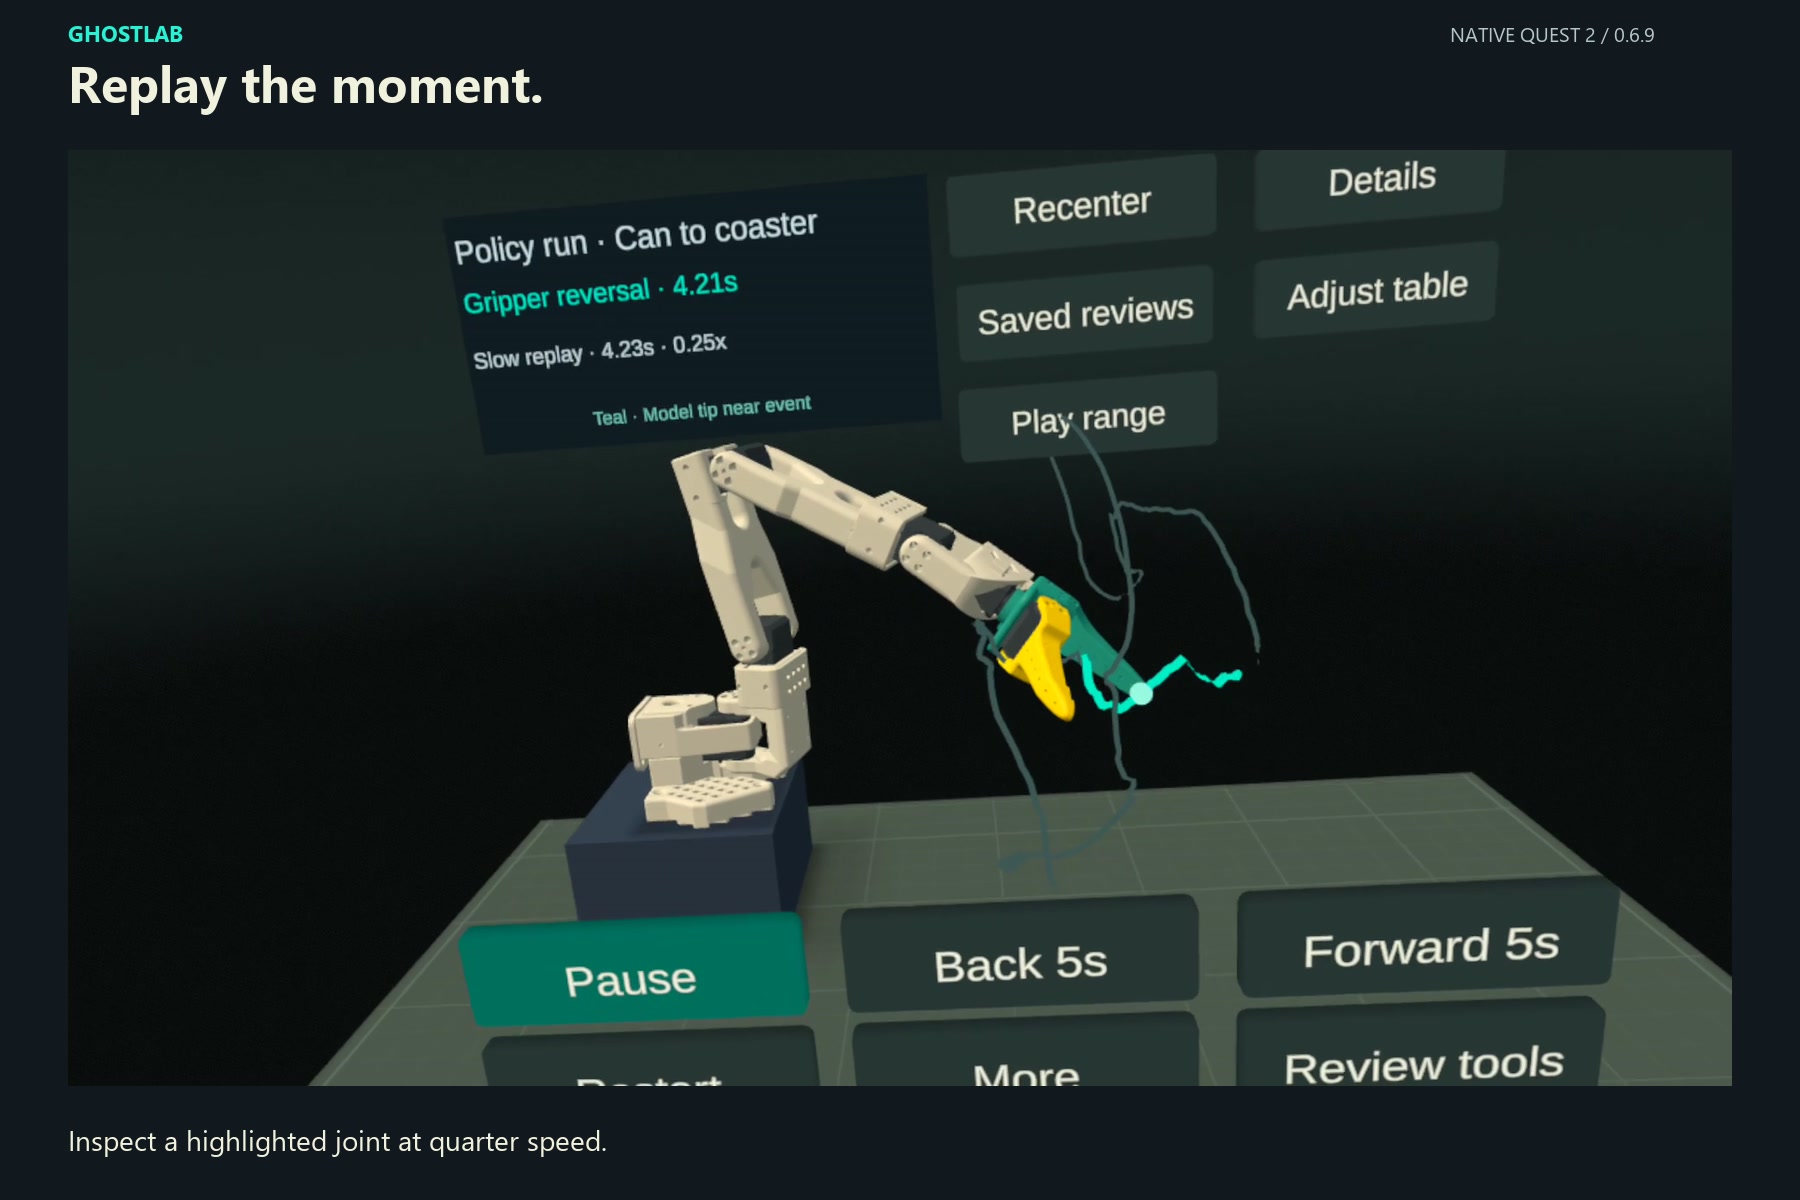 GHOSTLAB
NATIVE QUEST 2 / 0.6.9
Replay the moment.
Policy run · Can to coaster
Gripper reversal · 4.21s
Slow replay · 4.23s · 0.25x
Teal · Model tip near event
Recenter
Details
Saved reviews
Adjust table
Play range
Pause
Back 5s
Forward 5s
Restart
More
Review tools
Inspect a highlighted joint at quarter speed.